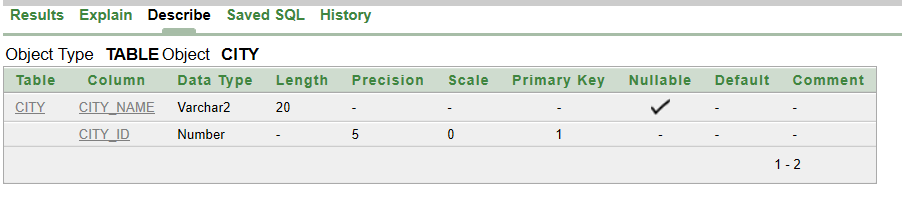 Results Explain Describe Saved SQL History
Object Type TABLE Object CITY
Table Column Data Type Length Precision Scale Primary Key Nullable Default Comment
CITY CITY_NAME Varchar2 20 - - - ✓ - -
CITY_ID Number - 5 0 1 - - -
1 - 2